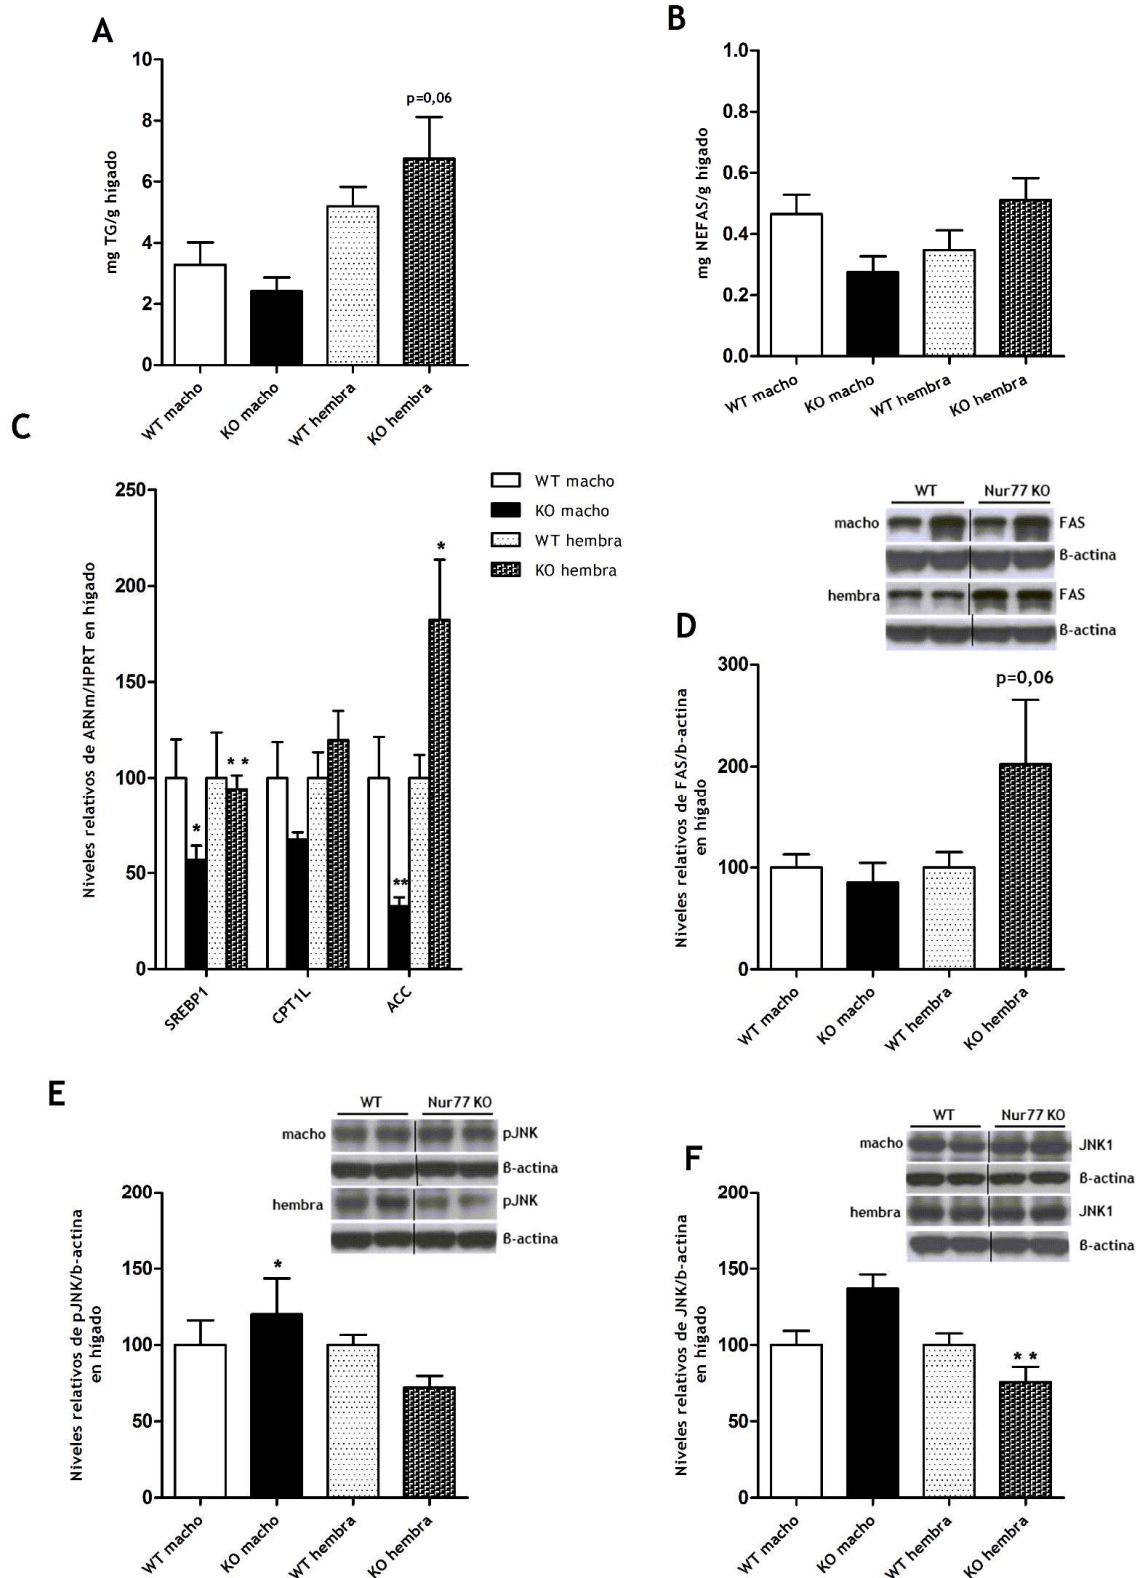 A
10
8
6
4
2
0
mg TG/g hígado
p=0,06
WT macho
KO macho
WT hembra
KO hembra
B
1.0
0.8
0.6
0.4
0.2
0.0
mg NEFAS/g hígado
WT macho
KO macho
WT hembra
KO hembra
C
250
200
150
100
50
0
Niveles relativos de ARNm/HPRT en hígado
*
* *
**
*
SREBP1
CPT1L
ACC
WT macho
KO macho
WT hembra
KO hembra
D
WT Nur77 KO
macho FAS
ß-actina
hembra FAS
ß-actina
300
200
100
0
Niveles relativos de FAS/b-actina
en hígado
p=0,06
WT macho
KO macho
WT hembra
KO hembra
E
WT Nur77 KO
macho pJNK
ß-actina
hembra pJNK
ß-actina
200
150
100
50
0
Niveles relativos de pJNK/b-actina
en hígado
*
WT macho
KO macho
WT hembra
KO hembra
F
WT Nur77 KO
macho JNK1
ß-actina
hembra JNK1
ß-actina
200
150
100
50
0
Niveles relativos de JNK/b-actina
en hígado
* *
WT macho
KO macho
WT hembra
KO hembra